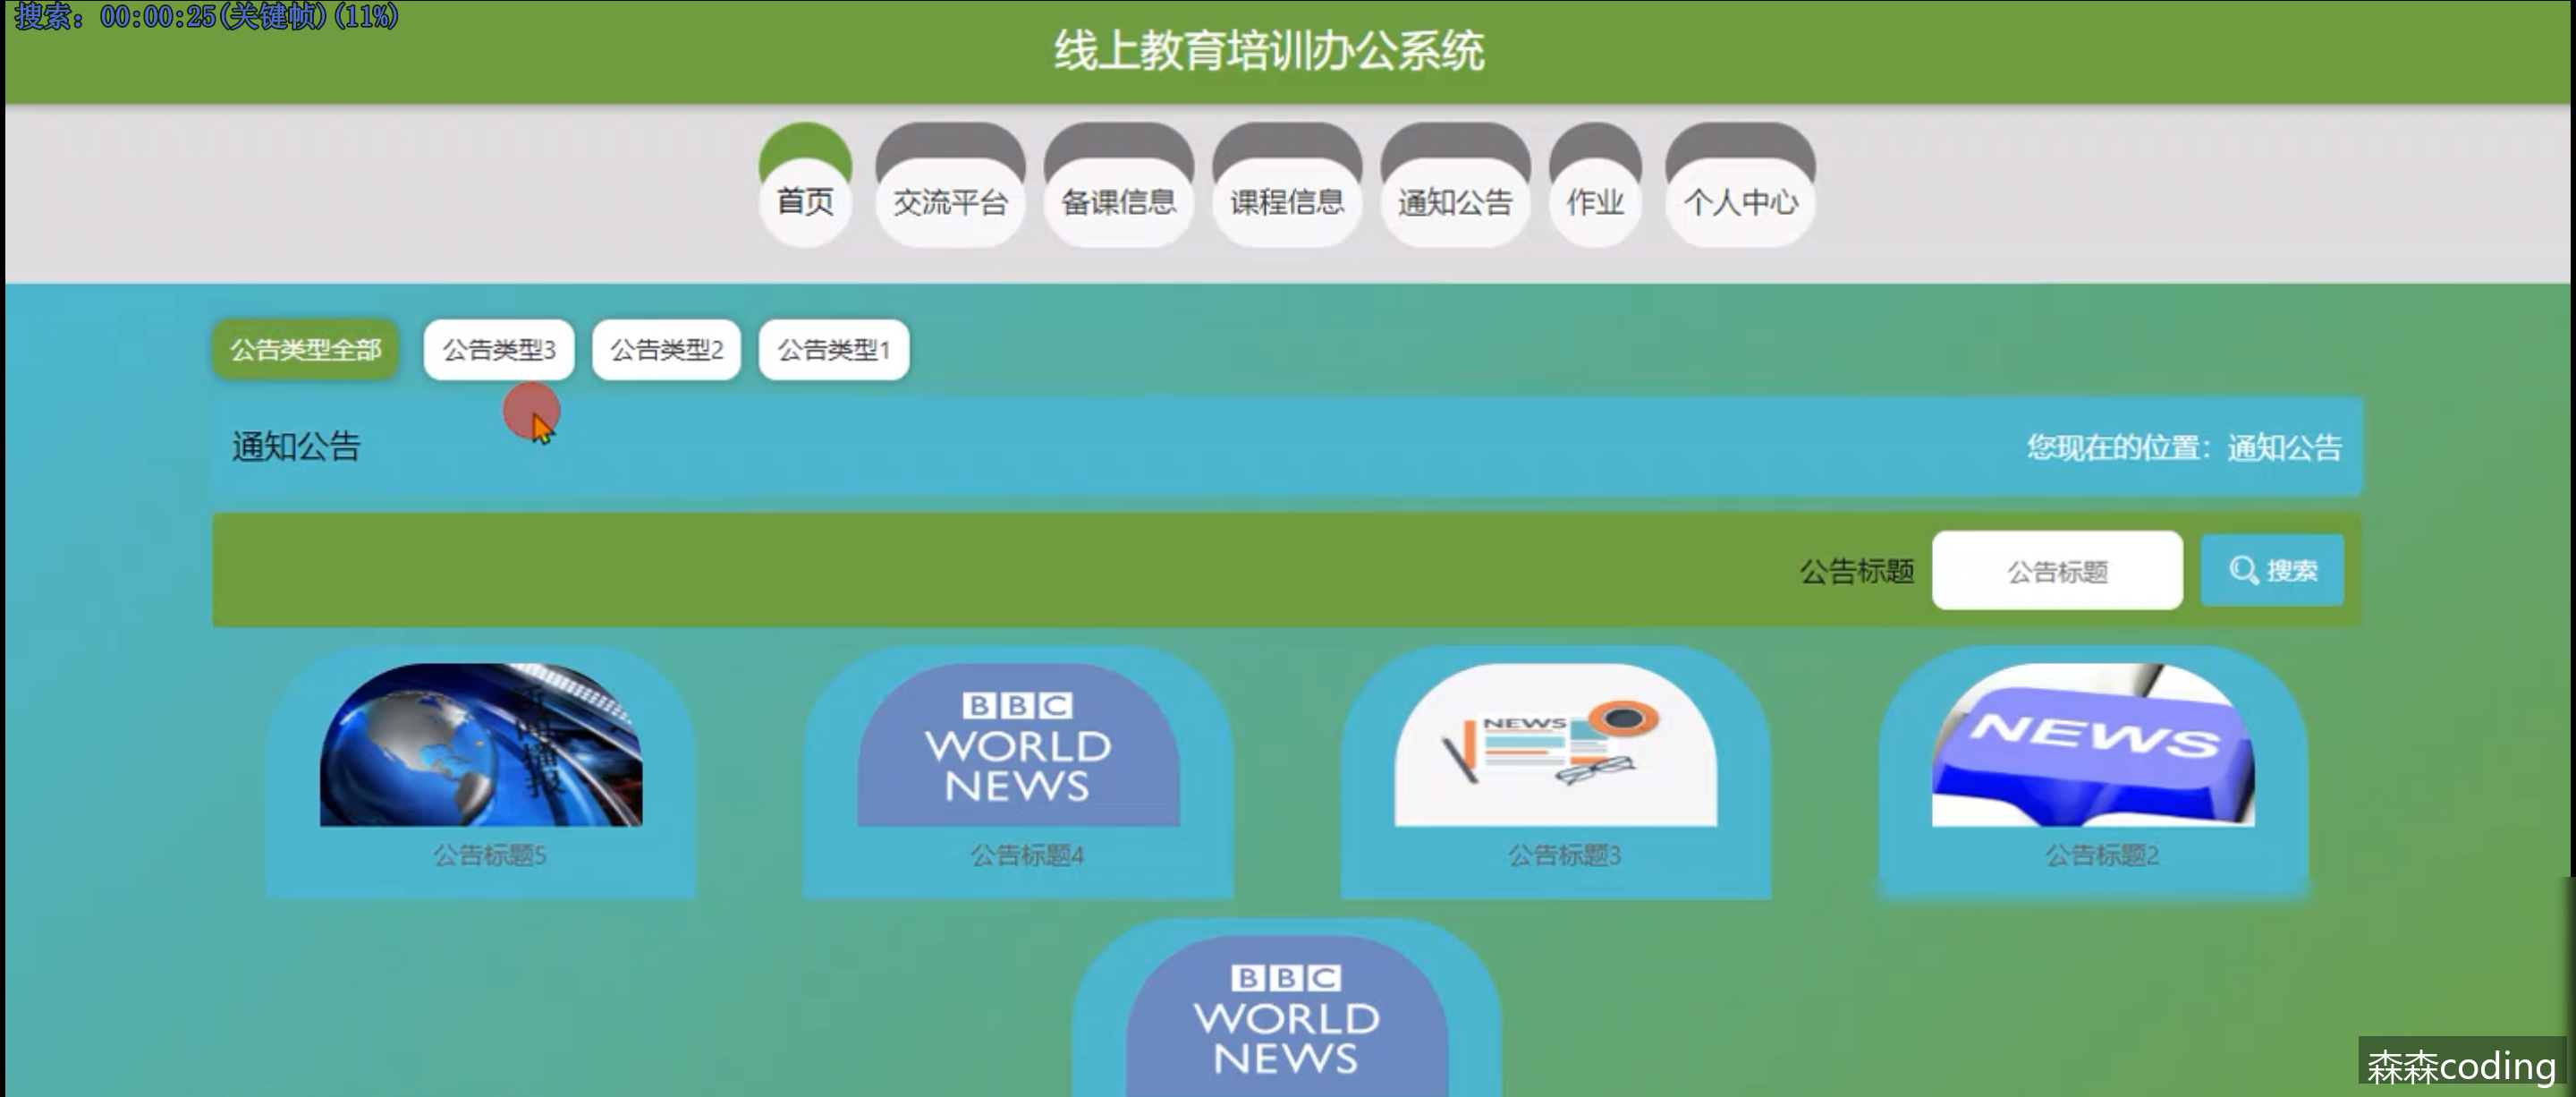 搜索: 00:00:25(关键帧)(11%)
线上教育培训办公系统
首页 交流平台 备课信息 课程信息 通知公告 作业 个人中心
公告类型全部 公告类型3 公告类型2 公告类型1
通知公告 您现在的位置：通知公告
公告标题 公告标题 搜索
新闻播报
BBC
WORLD
NEWS
NEWS
NEWS
公告标题5 公告标题4 公告标题3 公告标题2
BBC
WORLD
NEWS
森森coding